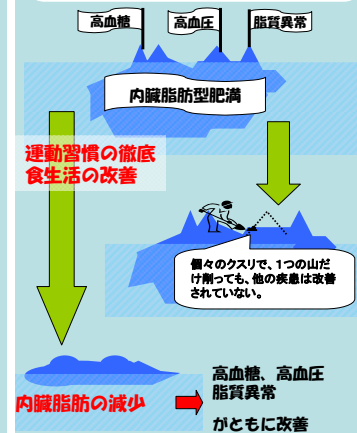 高血糖
高血圧
脂質異常
内臓脂肪型肥満
運動習慣の徹底
食生活の改善
個々のクスリで、1つの山だ
け削っても、他の疾患は改善
されていない。
内臓脂肪の減少
高血糖、高血圧
脂質異常
がともに改善